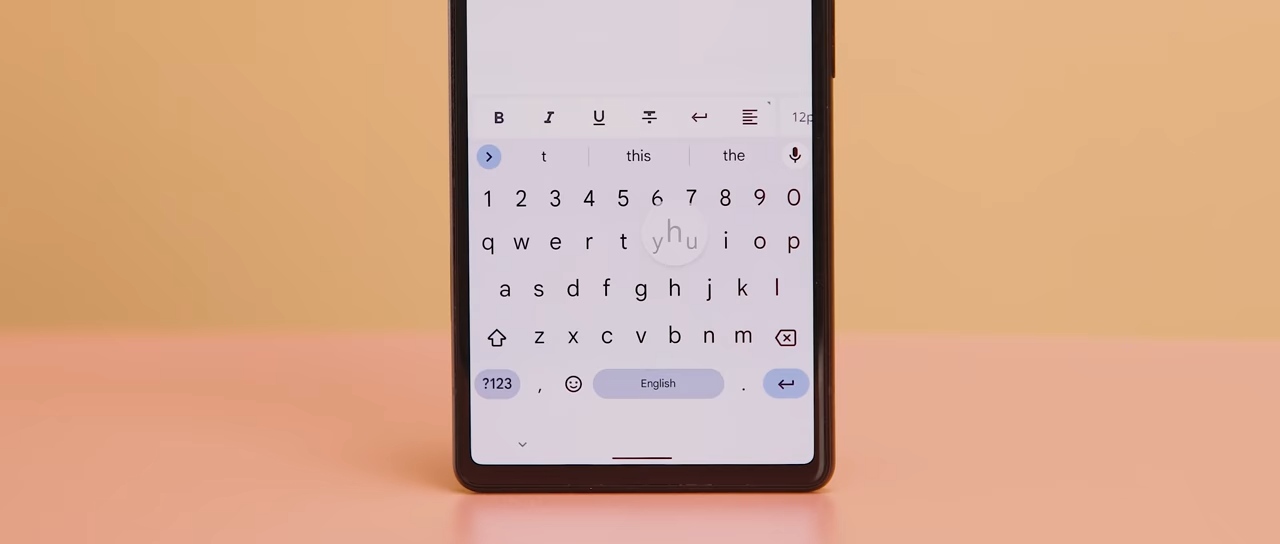 B I U T 12p
t this the
1 2 3 4 5 6 7 8 9 0
q w e r t y h u i o p
a s d f g h j k l
z x c v b n m
?123 , English .